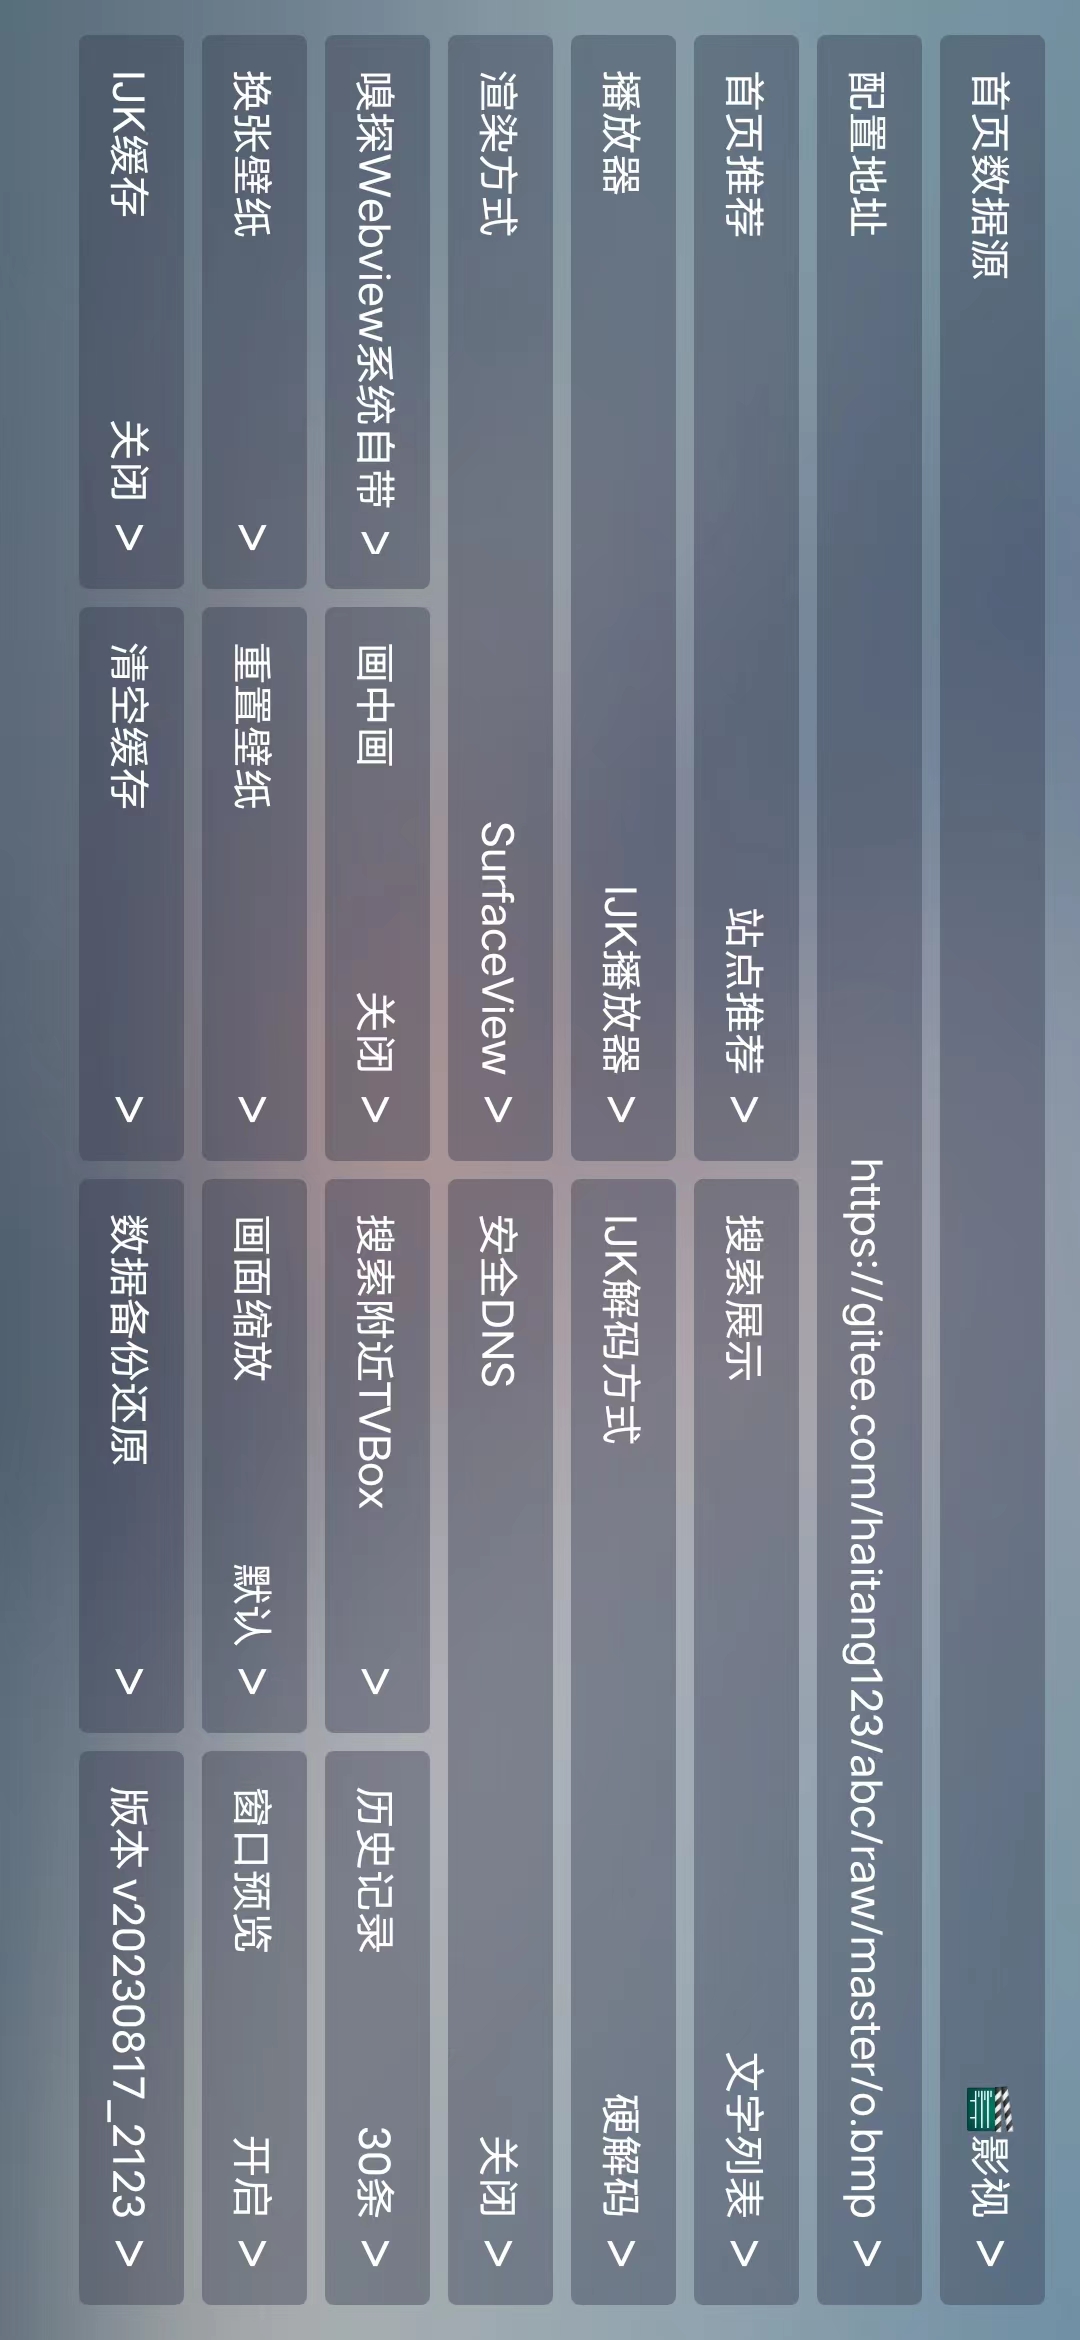 首页数据源 🎬影视 >
配置地址 https://gitee.com/haitang123/abc/raw/master/o.bmp >
首页推荐 站点推荐 > 搜索展示 文字列表 >
播放器 IJK播放器 > IJK解码方式 硬解码 >
渲染方式 SurfaceView > 安全DNS 关闭 >
嗅探Webview系统自带 > 画中画 关闭 > 搜索附近TVBox > 历史记录 30条 >
换张壁纸 > 重置壁纸 > 画面缩放 默认 > 窗口预览 开启 >
IJK缓存 关闭 > 清空缓存 > 数据备份还原 > 版本 v20230817_2123 >